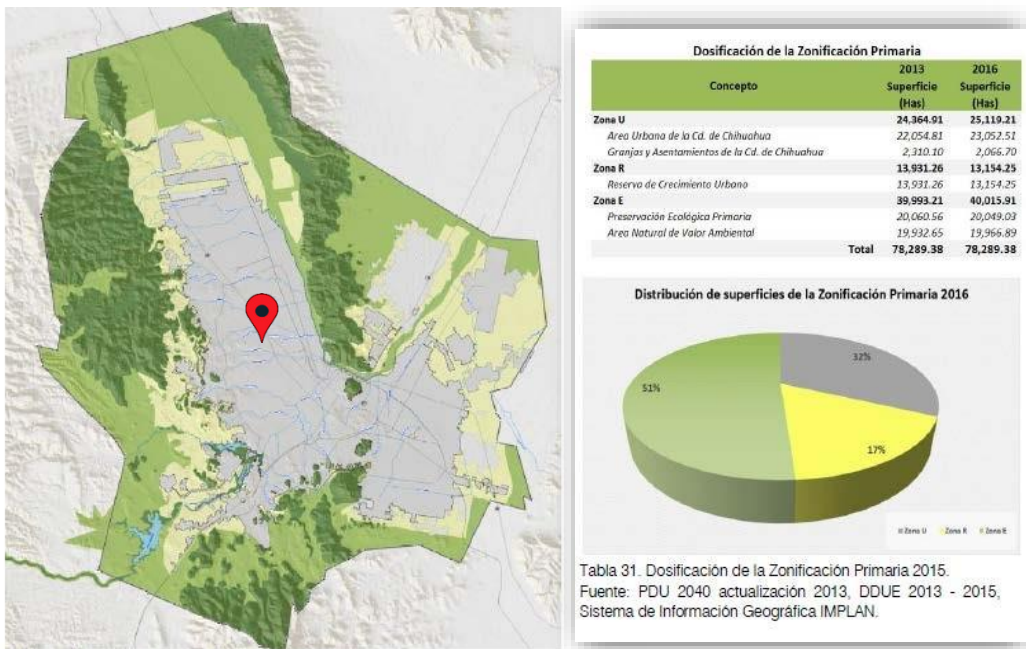 Dosificación de la Zonificación Primaria
Concepto 2013 Superficie (Has) 2016 Superficie (Has)
Zona U 24,364.91 25,119.21
Area Urbana de la Cd. de Chihuahua 22,054.81 23,052.51
Granjas y Asentamientos de la Cd. de Chihuahua 2,310.10 2,066.70
Zona R 13,931.26 13,154.25
Reserva de Crecimiento Urbano 13,931.26 13,154.25
Zona E 39,993.21 40,015.91
Preservación Ecológica Primaria 20,060.56 20,049.03
Area Natural de Valor Ambiental 19,932.65 19,966.89
Total 78,289.38 78,289.38
Distribución de superficies de la Zonificación Primaria 2016
32%
51%
17%
Zona U Zona R Zona E
Tabla 31. Dosificación de la Zonificación Primaria 2015.
Fuente: PDU 2040 actualización 2013, DDUE 2013 - 2015,
Sistema de Información Geográfica IMPLAN.